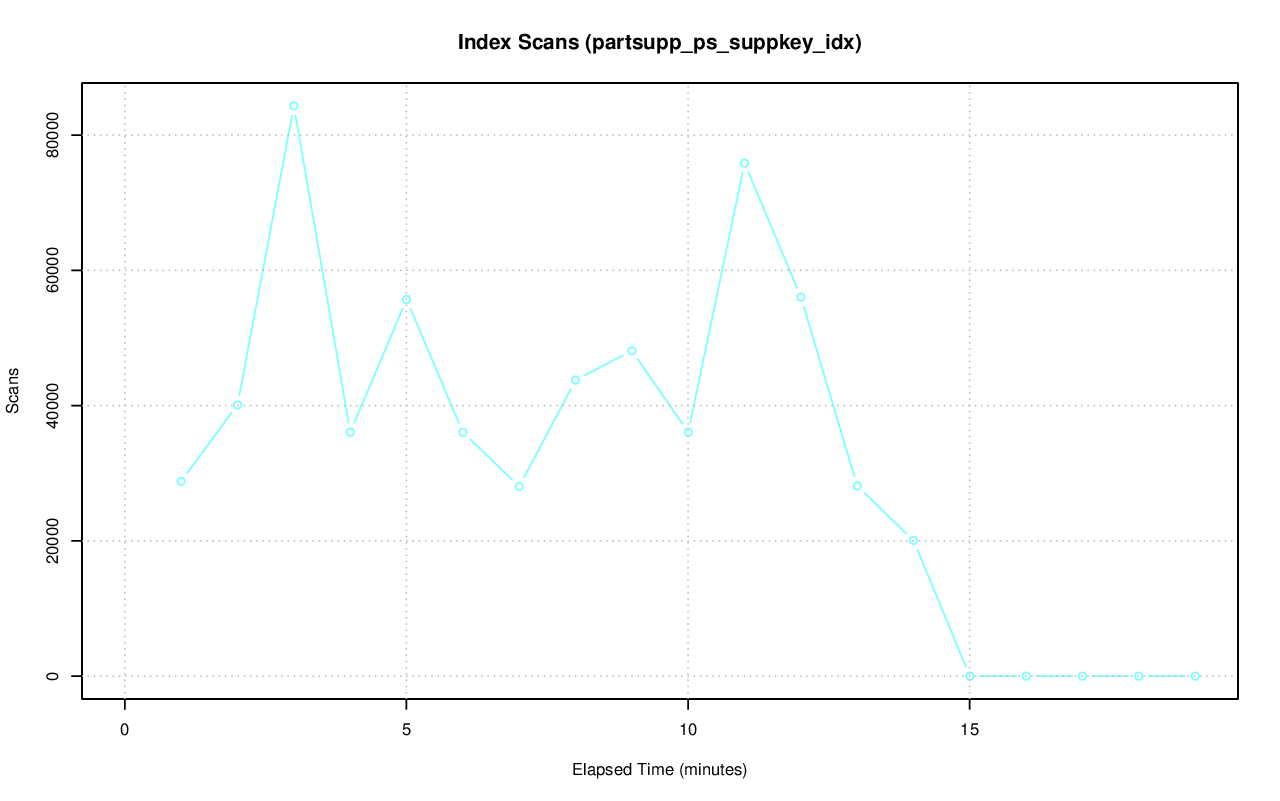 Index Scans (partsupp_ps_suppkey_idx)
80000
60000
40000
20000
0
Scans
0 5 10 15
Elapsed Time (minutes)